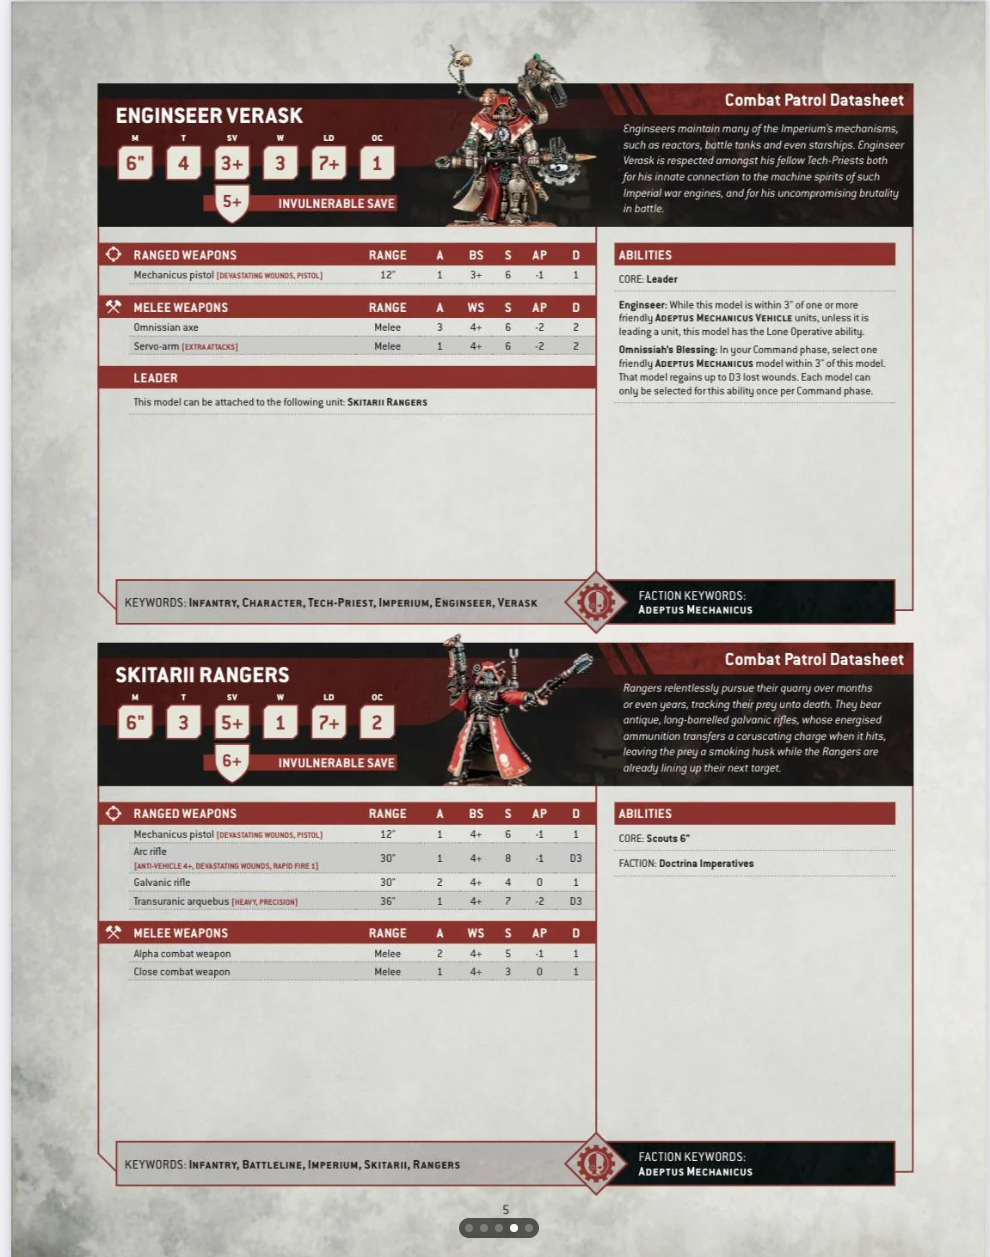 ENGINSEER VERASK
Combat Patrol Datasheet
M T SV W LD OC
6" 4 3+ 3 7+ 1
5+ INVULNERABLE SAVE
Enginseers maintain many of the Imperium's mechanisms,
such as reactors, battle tanks and even starships. Enginseer
Verask is respected amongst his fellow Tech-Priests both
for his innate connection to the machine spirits of such
Imperial war engines, and for his uncompromising brutality
in battle.
RANGED WEAPONS RANGE A BS S AP D
Mechanicus pistol [DEVASTATING WOUNDS, PISTOL] 12" 1 3+ 6 -1 1
MELEE WEAPONS RANGE A WS S AP D
Omnissian axe Melee 3 4+ 6 -2 2
Servo-arm [EXTRA ATTACKS] Melee 1 4+ 6 -2 2
LEADER
This model can be attached to the following unit: SKITARII RANGERS
ABILITIES
CORE: Leader
Enginseer: While this model is within 3" of one or more
friendly ADEPTUS MECHANICUS VEHICLE units, unless it is
leading a unit, this model has the Lone Operative ability.
Omnissiah's Blessing: In your Command phase, select one
friendly ADEPTUS MECHANICUS model within 3" of this model.
That model regains up to D3 lost wounds. Each model can
only be selected for this ability once per Command phase.
KEYWORDS: INFANTRY, CHARACTER, TECH-PRIEST, IMPERIUM, ENGINSEER, VERASK
FACTION KEYWORDS:
ADEPTUS MECHANICUS
SKITARII RANGERS
Combat Patrol Datasheet
M T SV W LD OC
6" 3 5+ 1 7+ 2
6+ INVULNERABLE SAVE
Rangers relentlessly pursue their quarry over months
or even years, tracking their prey unto death. They bear
antique, long-barrelled galvanic rifles, whose energised
ammunition transfers a coruscating charge when it hits,
leaving the prey a smoking husk while the Rangers are
already lining up their next target.
RANGED WEAPONS RANGE A BS S AP D
Mechanicus pistol [DEVASTATING WOUNDS, PISTOL] 12" 1 4+ 6 -1 1
Arc rifle
[ANTI-VEHICLE 4+, DEVASTATING WOUNDS, RAPID FIRE 1] 30" 1 4+ 8 -1 D3
Galvanic rifle 30" 2 4+ 4 0 1
Transuranic arquebus [HEAVY, PRECISION] 36" 1 4+ 7 -2 D3
MELEE WEAPONS RANGE A WS S AP D
Alpha combat weapon Melee 2 4+ 5 -1 1
Close combat weapon Melee 1 4+ 3 0 1
ABILITIES
CORE: Scouts 6"
FACTION: Doctrina Imperatives
KEYWORDS: INFANTRY, BATTLELINE, IMPERIUM, SKITARII, RANGERS
FACTION KEYWORDS:
ADEPTUS MECHANICUS
5